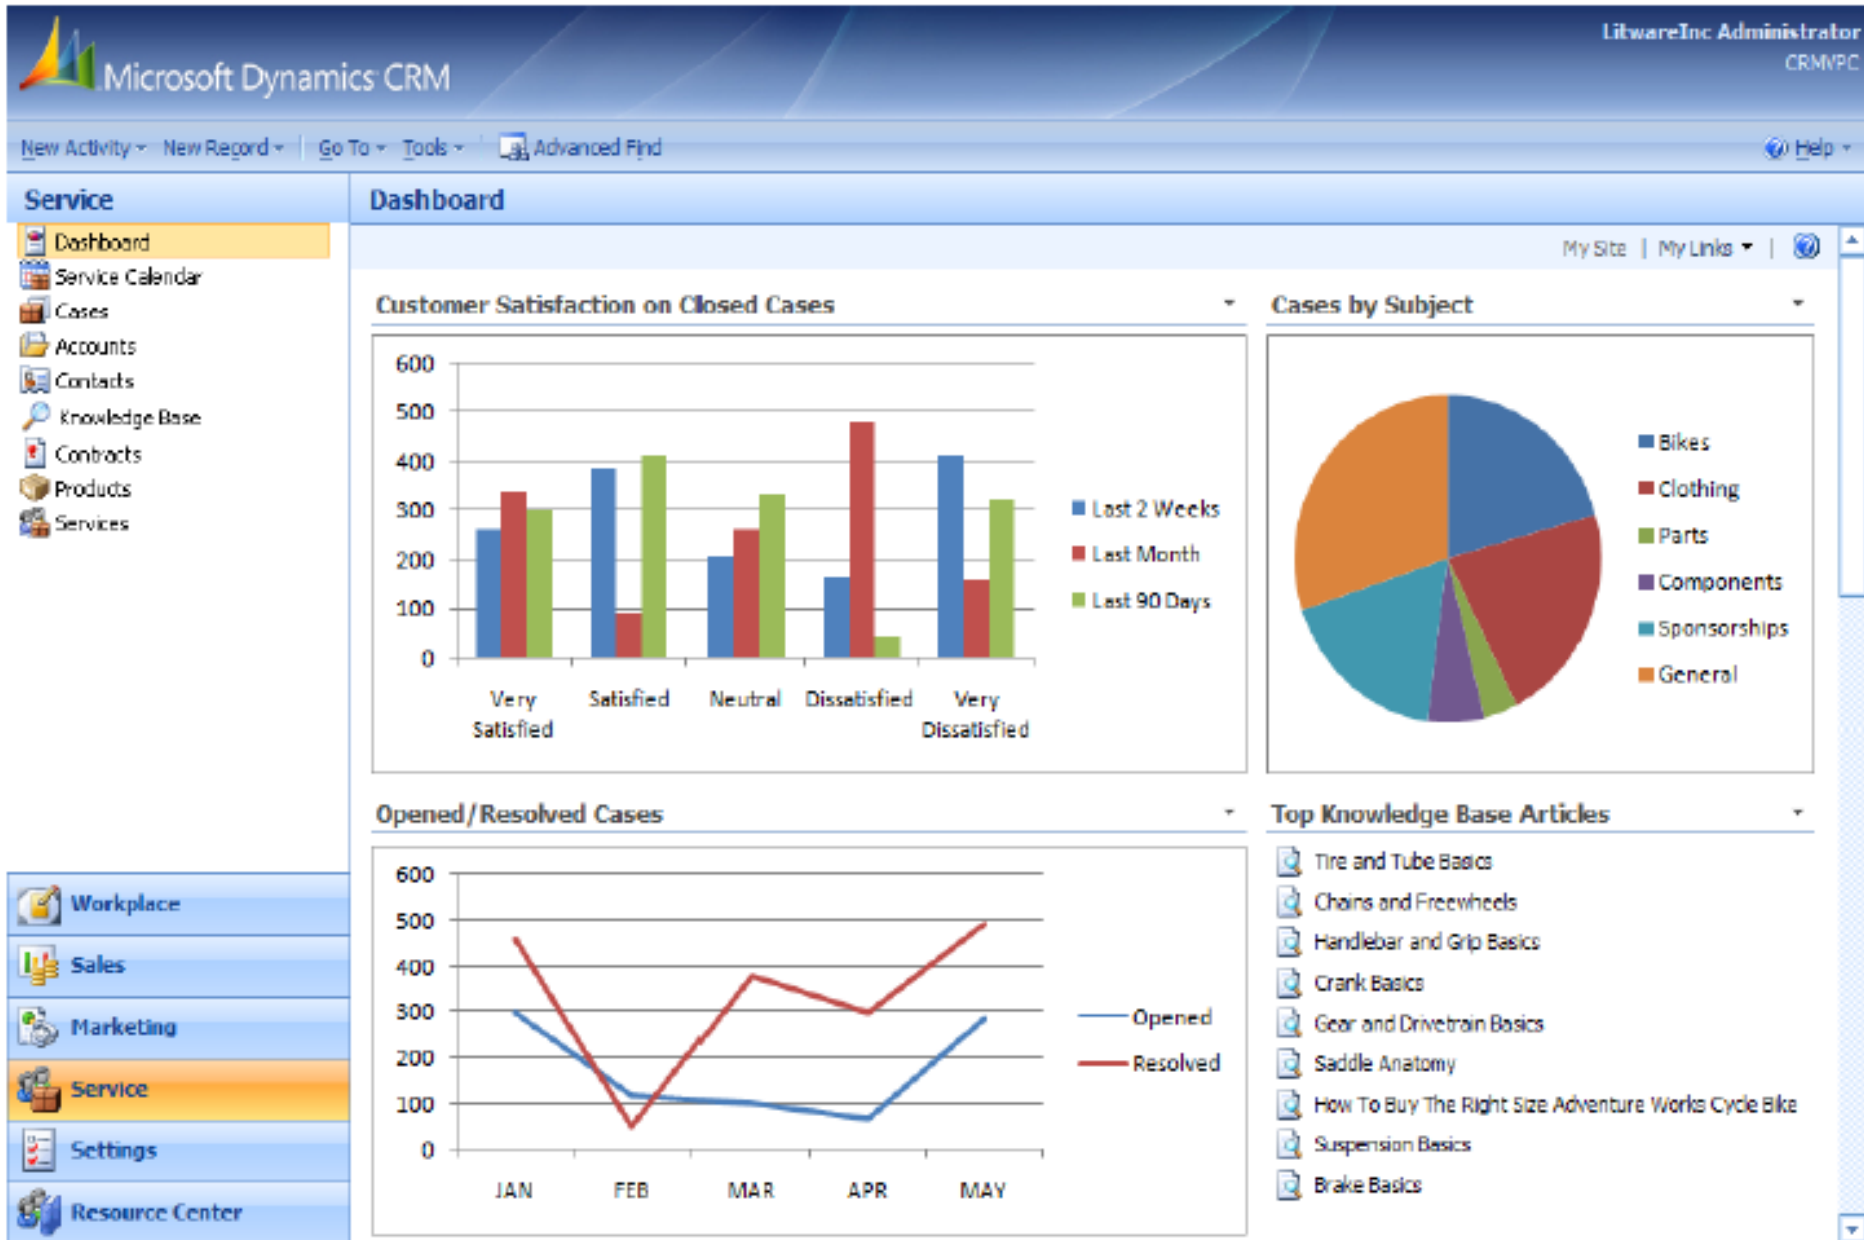 LitwareInc Administrator
CRMVPC
Microsoft Dynamics CRM
New Activity New Record Go To Tools Advanced Find Help
Service
Dashboard
Service Calendar
Cases
Accounts
Contacts
Knowledge Base
Contracts
Products
Services
Workplace
Sales
Marketing
Service
Settings
Resource Center
Dashboard
My Site | My Links |
Customer Satisfaction on Closed Cases
600
500
400
300
200
100
0
Very Satisfied
Satisfied
Neutral
Dissatisfied
Very Dissatisfied
Last 2 Weeks
Last Month
Last 90 Days
Cases by Subject
Bikes
Clothing
Parts
Components
Sponsorships
General
Opened/Resolved Cases
600
500
400
300
200
100
0
JAN FEB MAR APR MAY
Opened
Resolved
Top Knowledge Base Articles
Tire and Tube Basics
Chains and Freewheels
Handlebar and Grip Basics
Crank Basics
Gear and Drivetrain Basics
Saddle Anatomy
How To Buy The Right Size Adventure Works Cycle Bike
Suspension Basics
Brake Basics